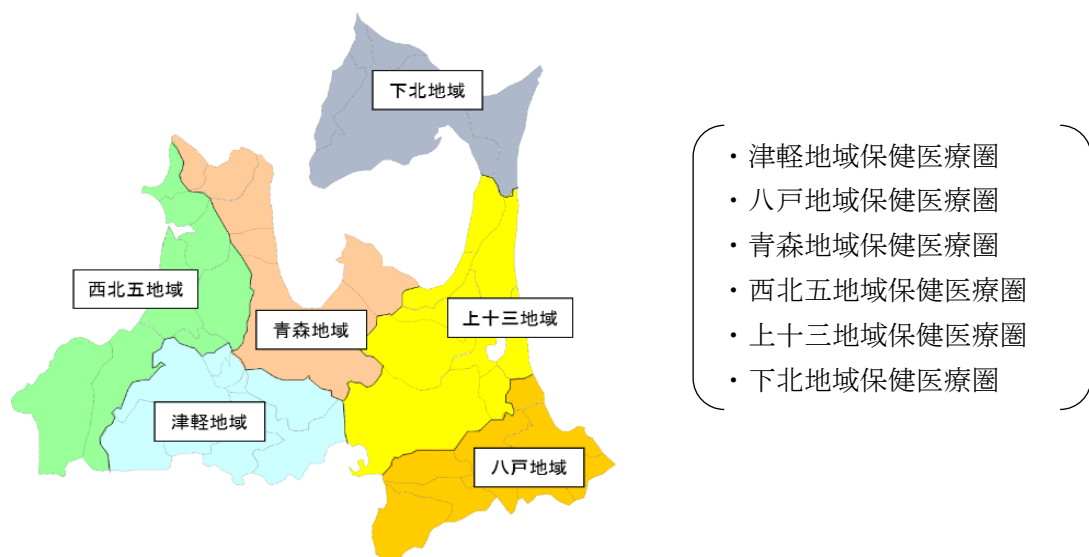 下北地域
西北五地域
青森地域
上十三地域
津軽地域
八戸地域
・津軽地域保健医療圏
・八戸地域保健医療圏
・青森地域保健医療圏
・西北五地域保健医療圏
・上十三地域保健医療圏
・下北地域保健医療圏